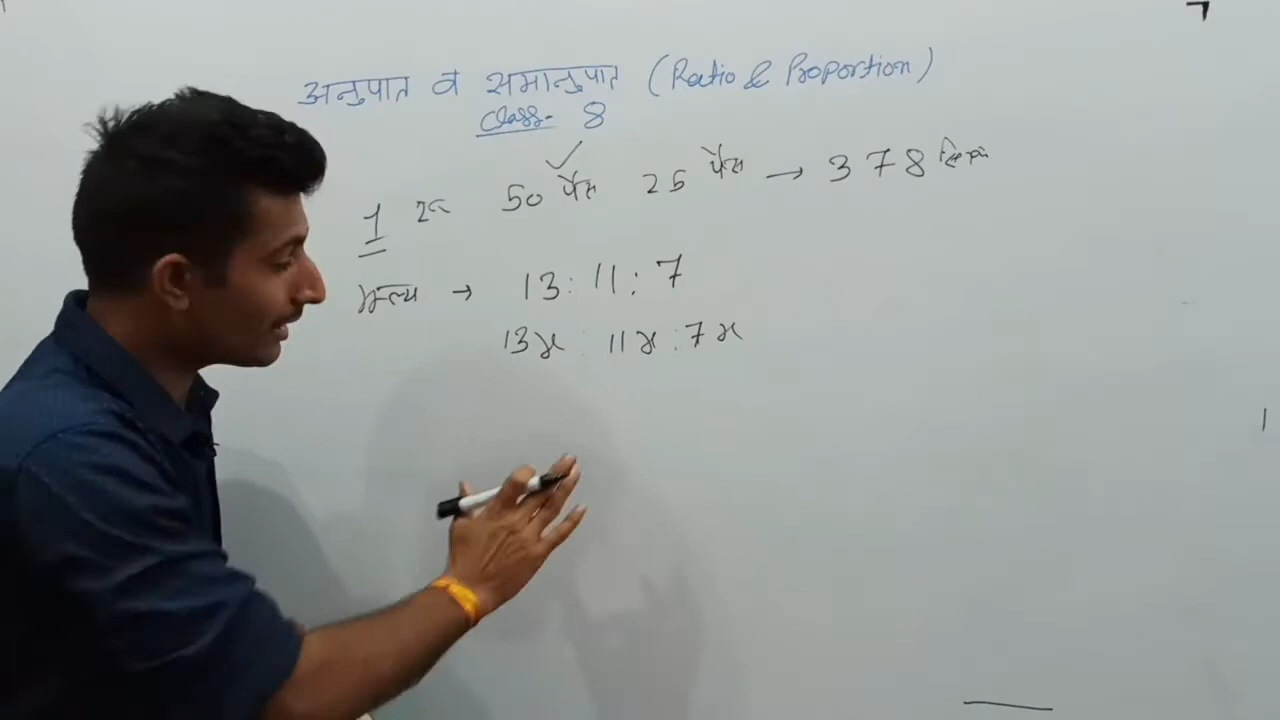 अनुपात व समानुपात (Ratio & Proportion)
Class- 8
1 रु 50 पैसे 25 पैसे → 378 सिक्के
मूल्य → 13 : 11 : 7
13x : 11x : 7x